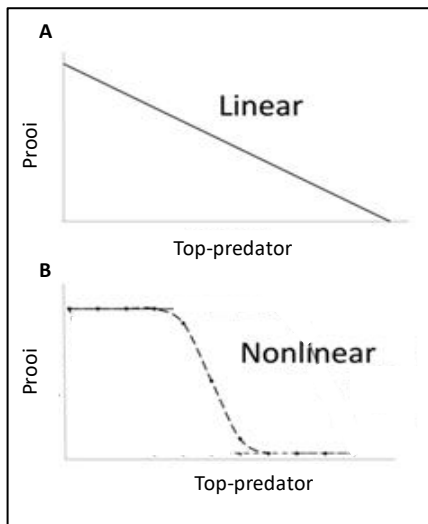 A
Linear
Prooi
Top-predator
B
Nonlinear
Prooi
Top-predator